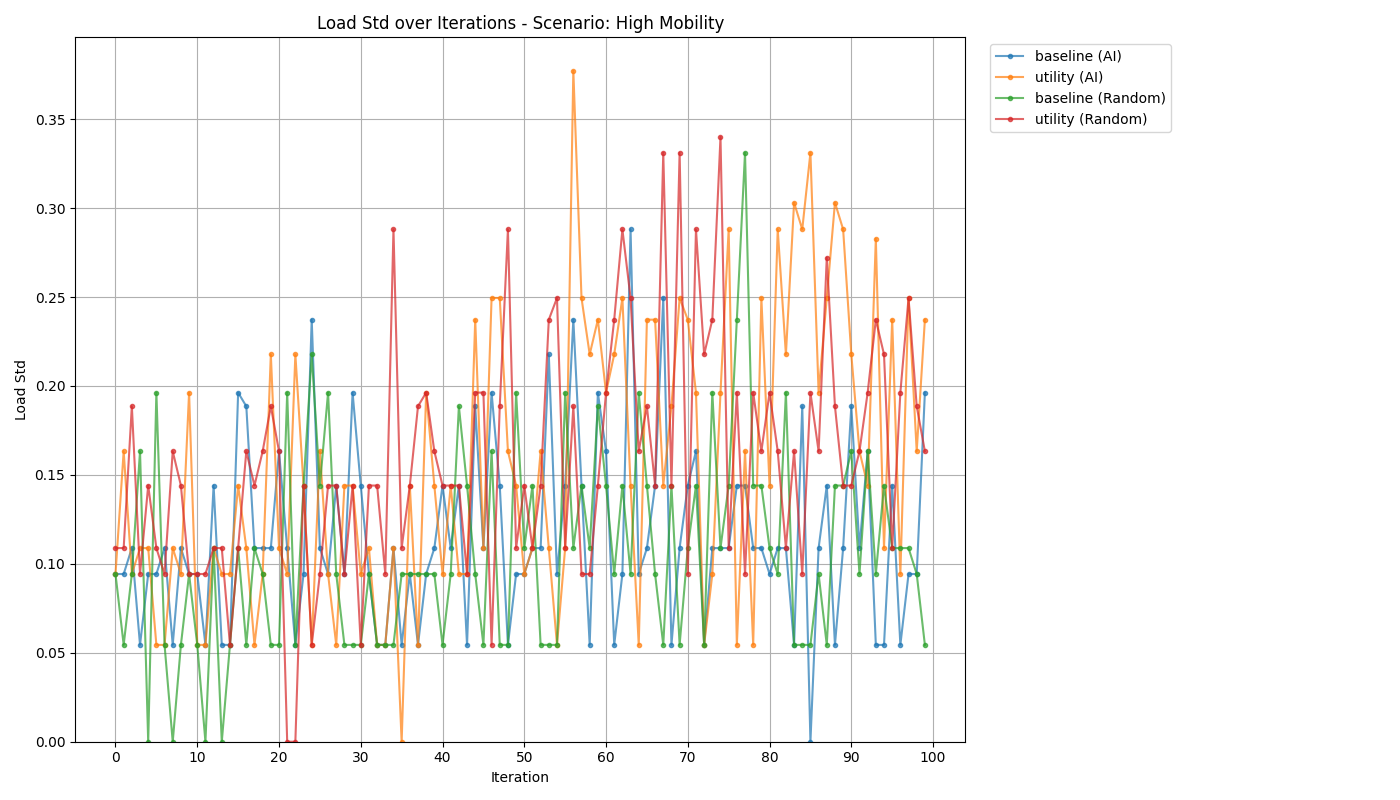 Load Std over Iterations - Scenario: High Mobility
baseline (AI)
utility (AI)
baseline (Random)
utility (Random)
Load Std
0.35
0.30
0.25
0.20
0.15
0.10
0.05
0.00
0 10 20 30 40 50 60 70 80 90 100
Iteration